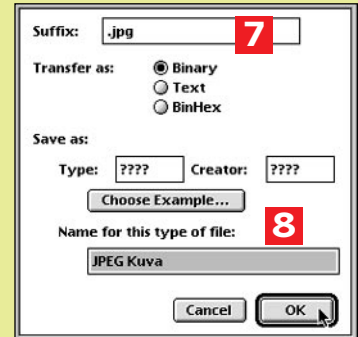 Suffix: .jpg 7
Transfer as: Binary
Text
BinHex
Save as:
Type: ???? Creator: ????
Choose Example...
Name for this type of file: 8
JPEG Kuva
Cancel OK